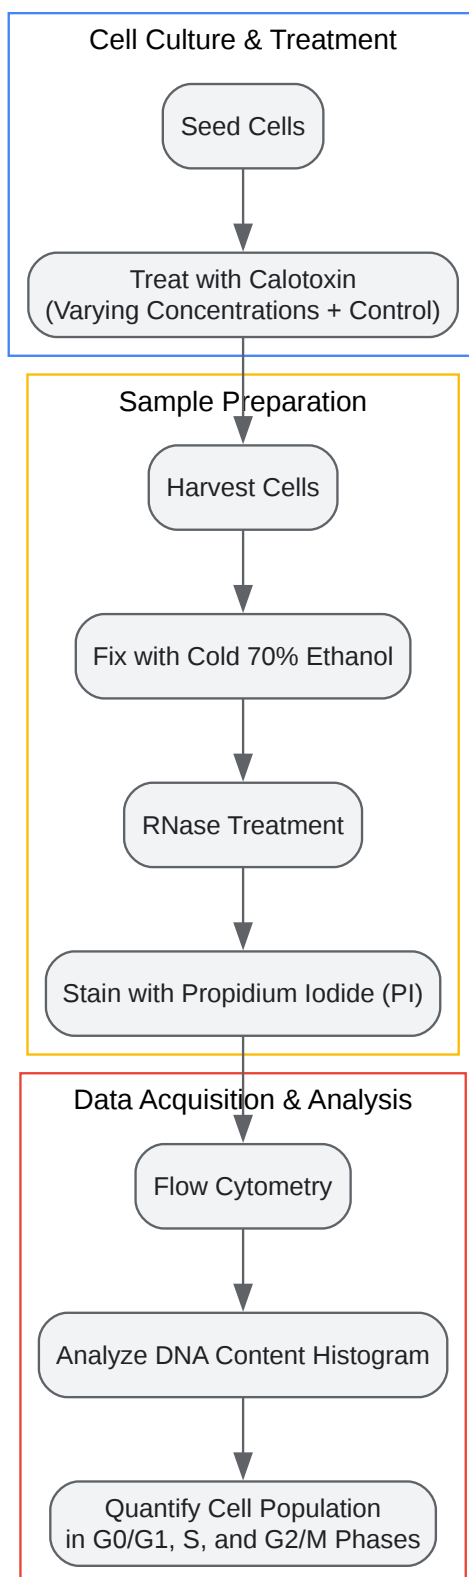 Cell Culture & Treatment
Seed Cells
Treat with Calotoxin
(Varying Concentrations + Control)
Sample Preparation
Harvest Cells
Fix with Cold 70% Ethanol
RNase Treatment
Stain with Propidium Iodide (PI)
Data Acquisition & Analysis
Flow Cytometry
Analyze DNA Content Histogram
Quantify Cell Population
in G0/G1, S, and G2/M Phases